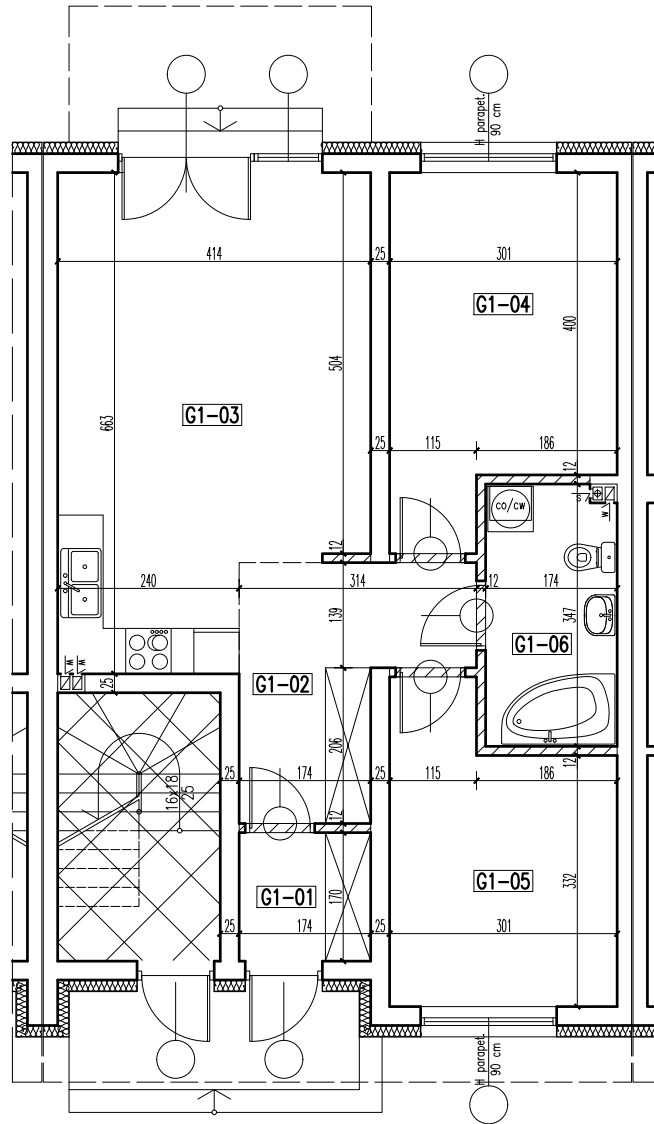 H parapet.
90 cm
414
25
301
G1-04
400
504
663
G1-03
25
115
186
12
S
W
CO/CW
12
240
314
12
174
139
347
G1-06
W
W
25
G1-02
206
12
16x18
25
25
174
25
115
186
12
G1-05
332
G1-01
170
25
174
25
301
H parapet.
90 cm